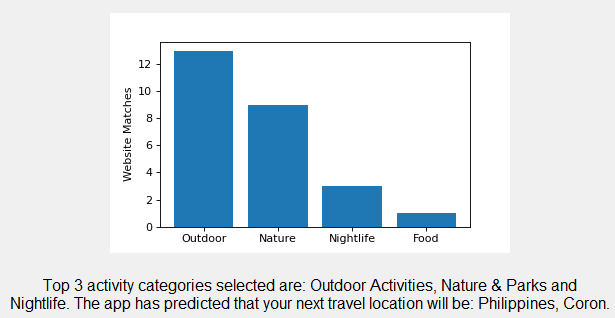 12
10
8
6
4
2
0
Website Matches
Outdoor Nature Nightlife Food
Top 3 activity categories selected are: Outdoor Activities, Nature & Parks and
Nightlife. The app has predicted that your next travel location will be: Philippines, Coron.